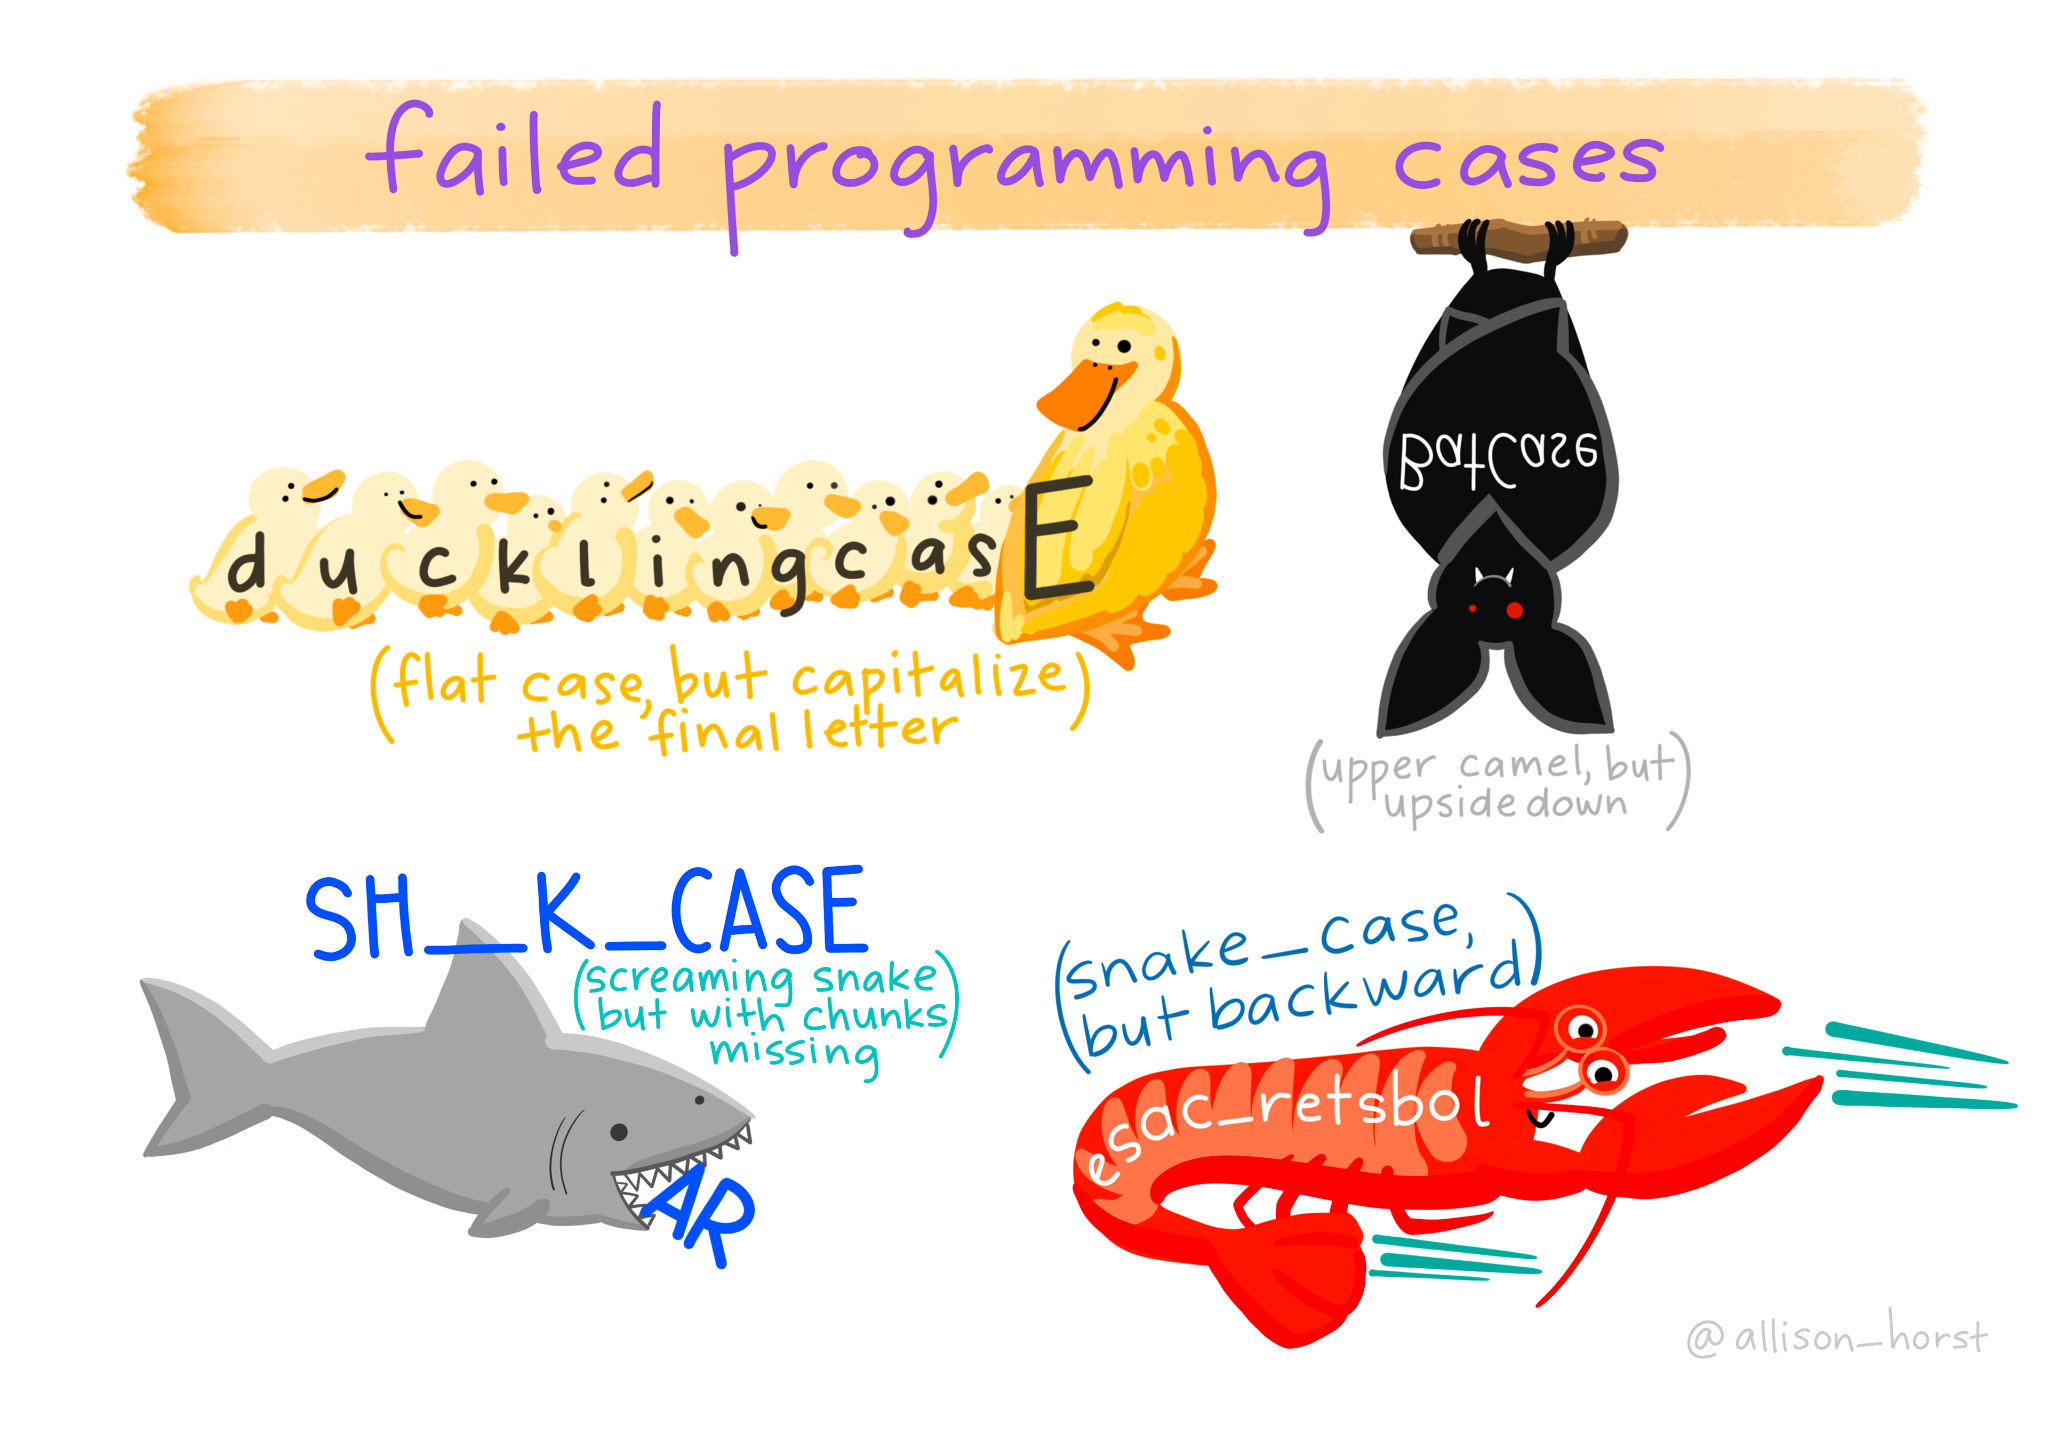 failed programming cases
ducklingcasE
(flat case, but capitalize
the final letter)
BatCase
(upper camel, but
upside down)
SH__K_CASE
(screaming snake
but with chunks
missing)
AR
(snake_case,
but backward)
esac_retsbol
@allison_horst